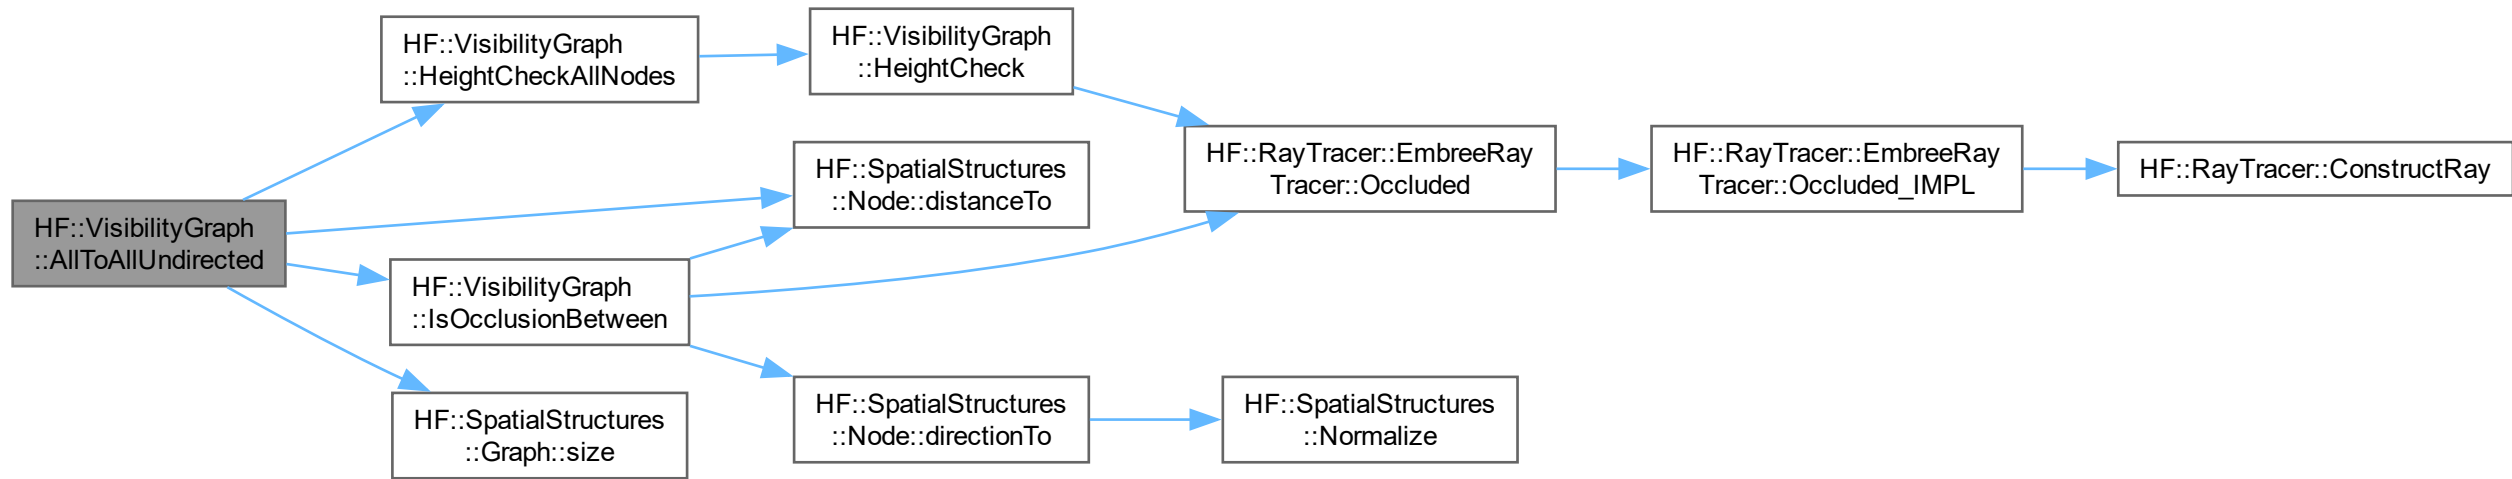 HF::VisibilityGraph
::AllToAllUndirected
HF::VisibilityGraph
::HeightCheckAllNodes
HF::VisibilityGraph
::HeightCheck
HF::SpatialStructures
::Node::distanceTo
HF::VisibilityGraph
::IsOcclusionBetween
HF::SpatialStructures
::Graph::size
HF::SpatialStructures
::Node::directionTo
HF::RayTracer::EmbreeRay
Tracer::Occluded
HF::RayTracer::EmbreeRay
Tracer::Occluded_IMPL
HF::RayTracer::ConstructRay
HF::SpatialStructures
::Normalize